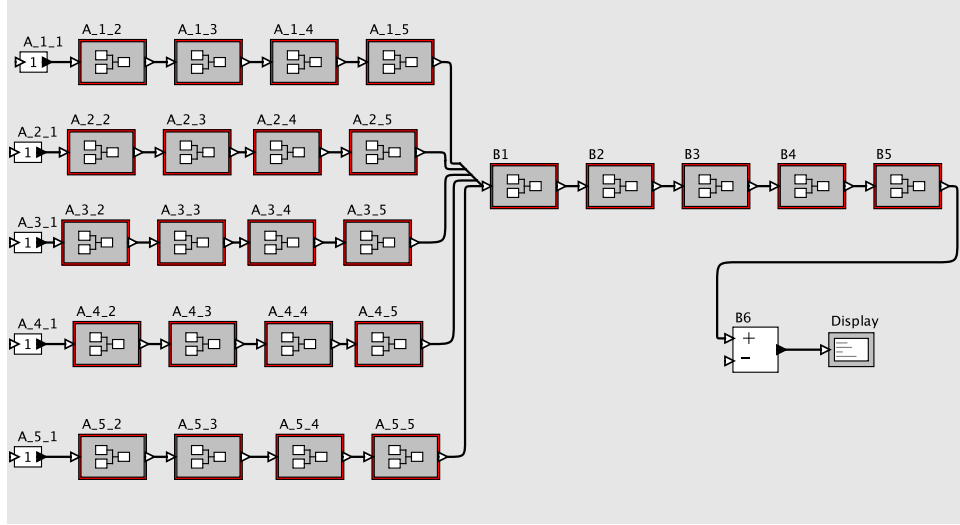 A_1_1 A_1_2 A_1_3 A_1_4 A_1_5
1
A_2_1 A_2_2 A_2_3 A_2_4 A_2_5
1
B1 B2 B3 B4 B5
A_3_1 A_3_2 A_3_3 A_3_4 A_3_5
1
A_4_1 A_4_2 A_4_3 A_4_4 A_4_5
1
B6 Display
+
−
A_5_1 A_5_2 A_5_3 A_5_4 A_5_5
1